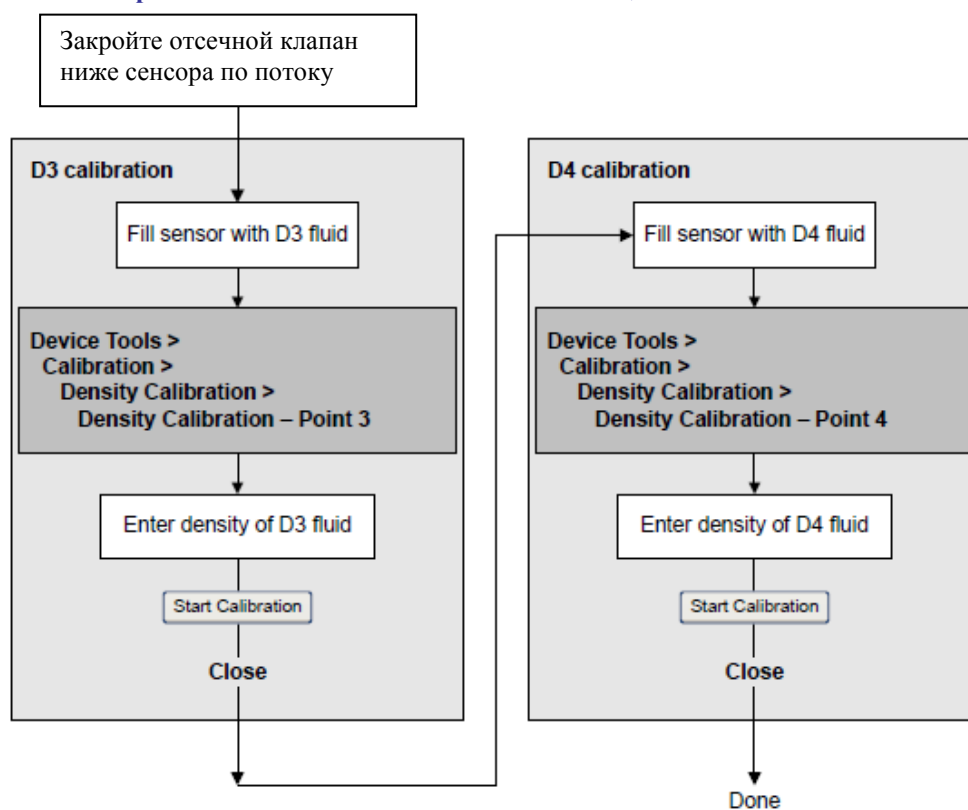 Закройте отсечной клапан
ниже сенсора по потоку
D3 calibration
Fill sensor with D3 fluid
Device Tools >
Calibration >
Density Calibration >
Density Calibration – Point 3
Enter density of D3 fluid
Start Calibration
Close
D4 calibration
Fill sensor with D4 fluid
Device Tools >
Calibration >
Density Calibration >
Density Calibration – Point 4
Enter density of D4 fluid
Start Calibration
Close
Done